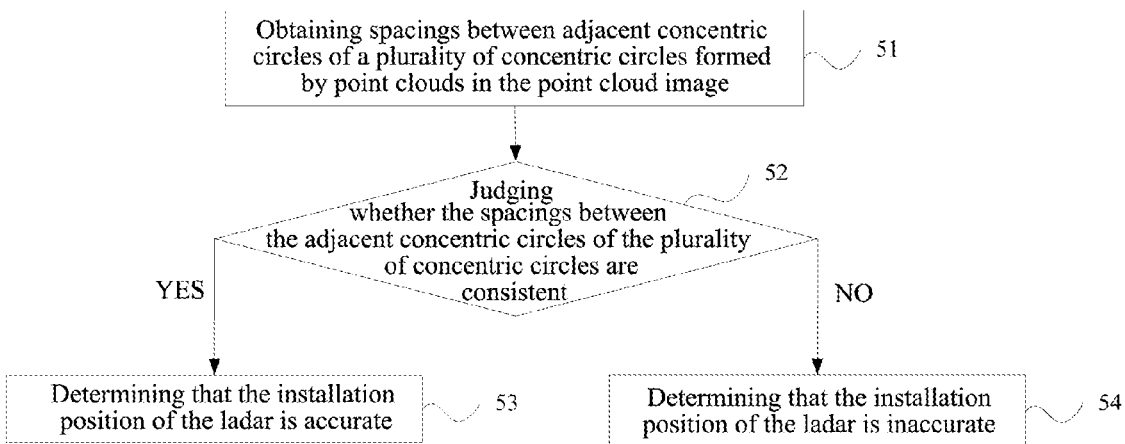 Obtaining spacings between adjacent concentric
circles of a plurality of concentric circles formed
by point clouds in the point cloud image
51
Judging
whether the spacings between
the adjacent concentric circles of the plurality
of concentric circles are
consistent
52
YES
NO
Determining that the installation
position of the ladar is accurate
53
Determining that the installation
position of the ladar is inaccurate
54